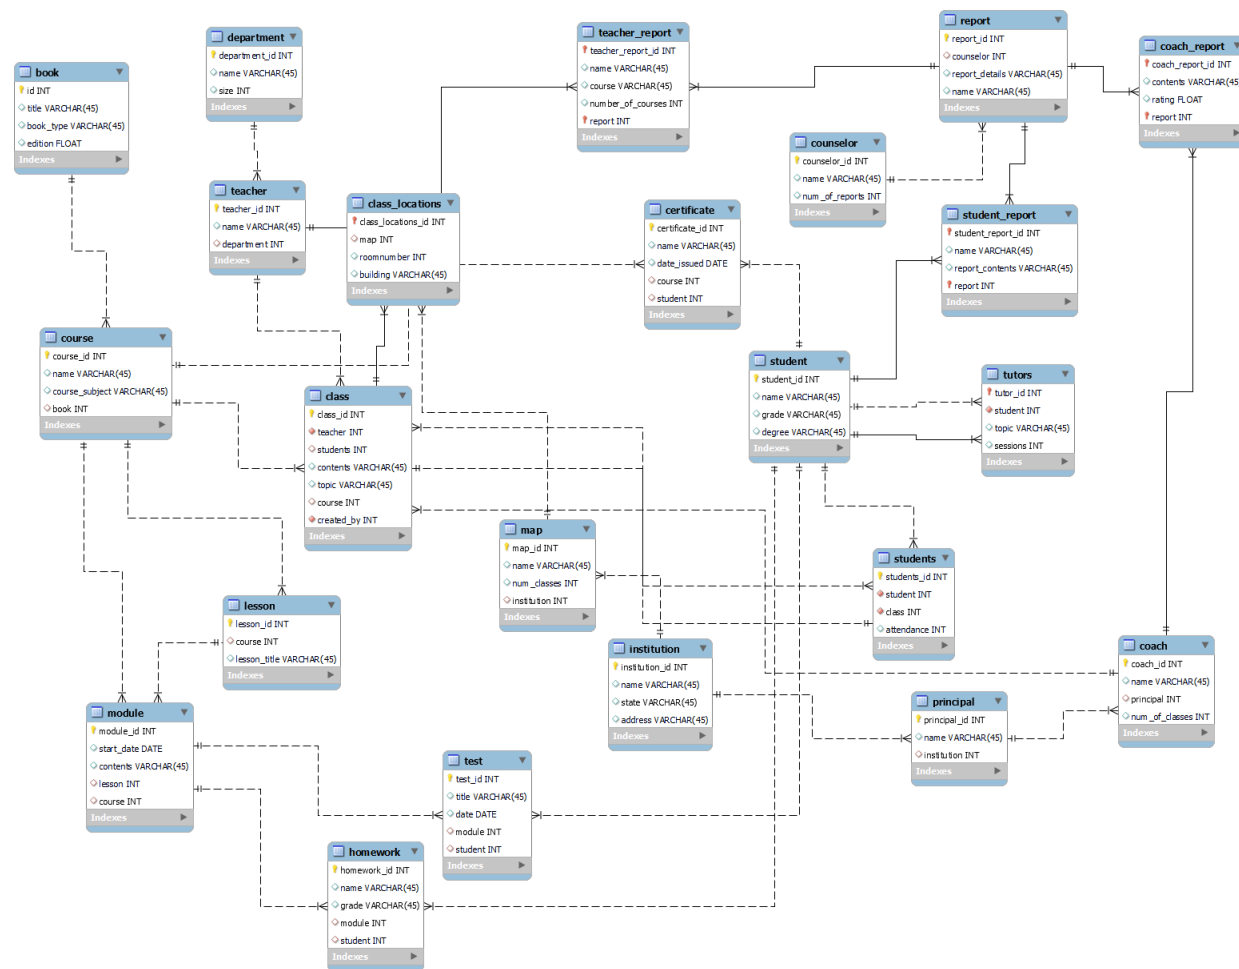 department
department_id INT
name VARCHAR(45)
size INT
Indexes
book
id INT
title VARCHAR(45)
book_type VARCHAR(45)
edition FLOAT
Indexes
teacher_report
teacher_report_id INT
name VARCHAR(45)
course VARCHAR(45)
number_of_courses INT
report INT
Indexes
report
report_id INT
counselor INT
report_details VARCHAR(45)
name VARCHAR(45)
Indexes
coach_report
coach_report_id INT
contents VARCHAR(45)
rating FLOAT
report INT
Indexes
counselor
counselor_id INT
name VARCHAR(45)
num_of_reports INT
Indexes
teacher
teacher_id INT
name VARCHAR(45)
department INT
Indexes
class_locations
class_locations_id INT
map INT
roomnumber INT
building VARCHAR(45)
Indexes
certificate
certificate_id INT
name VARCHAR(45)
date_issued DATE
course INT
student INT
Indexes
student_report
student_report_id INT
name VARCHAR(45)
report_contents VARCHAR(45)
report INT
Indexes
course
course_id INT
name VARCHAR(45)
course_subject VARCHAR(45)
book INT
Indexes
student
student_id INT
name VARCHAR(45)
grade VARCHAR(45)
degree VARCHAR(45)
Indexes
tutors
tutor_id INT
student INT
topic VARCHAR(45)
sessions INT
Indexes
class
class_id INT
teacher INT
students INT
contents VARCHAR(45)
topic VARCHAR(45)
course INT
created_by INT
Indexes
map
map_id INT
name VARCHAR(45)
num_classes INT
institution INT
Indexes
students
students_id INT
student INT
class INT
attendance INT
Indexes
lesson
lesson_id INT
course INT
lesson_title VARCHAR(45)
Indexes
institution
institution_id INT
name VARCHAR(45)
state VARCHAR(45)
address VARCHAR(45)
Indexes
coach
coach_id INT
name VARCHAR(45)
principal INT
num_of_classes INT
Indexes
principal
principal_id INT
name VARCHAR(45)
institution INT
Indexes
module
module_id INT
start_date DATE
contents VARCHAR(45)
lesson INT
course INT
Indexes
test
test_id INT
title VARCHAR(45)
date DATE
module INT
student INT
Indexes
homework
homework_id INT
name VARCHAR(45)
grade VARCHAR(45)
module INT
student INT
Indexes